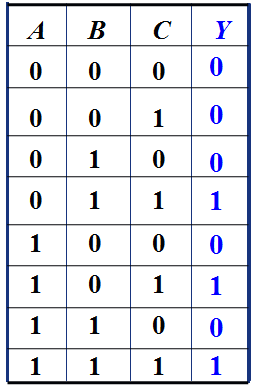 A B C Y
0 0 0 0
0 0 1 0
0 1 0 0
0 1 1 1
1 0 0 0
1 0 1 1
1 1 0 0
1 1 1 1